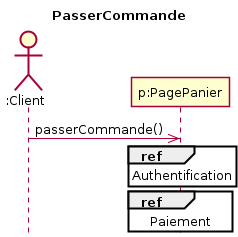 PasserCommande
:Client
p:PagePanier
passerCommande()
ref
Authentification
ref
Paiement